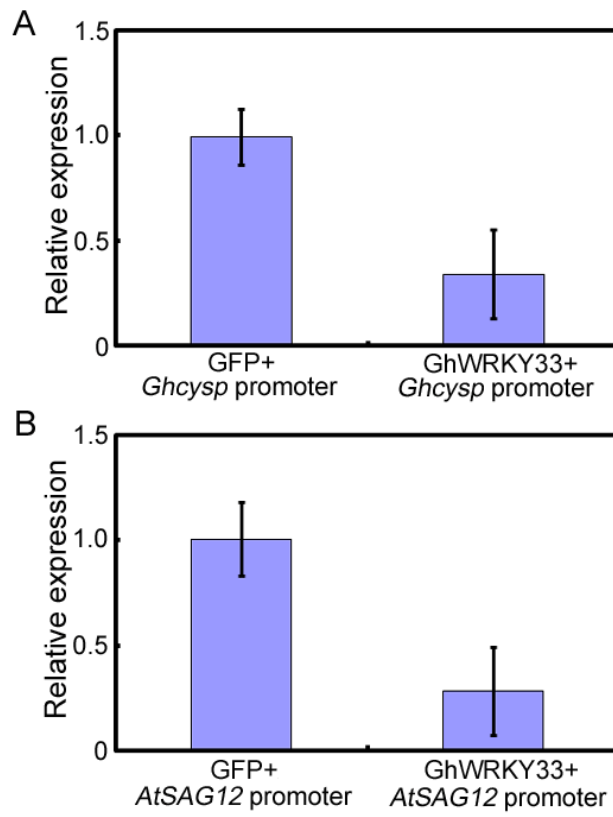 A
1.5
1.0
0.5
0
Relative expression
GFP+ GhWRKY33+
Ghcysp promoter Ghcysp promoter
B
1.5
1.0
0.5
0
Relative expression
GFP+ GhWRKY33+
AtSAG12 promoter AtSAG12 promoter